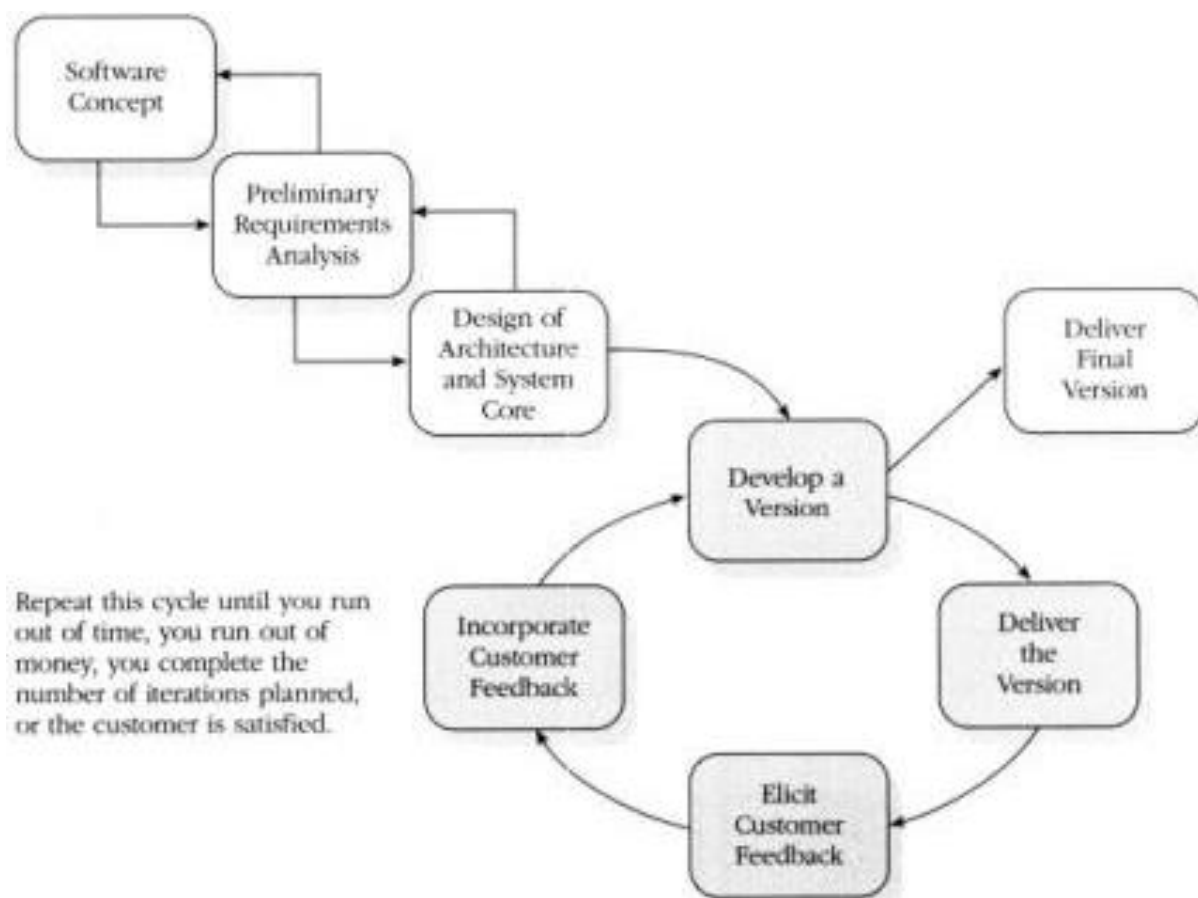 Software
Concept
Preliminary
Requirements
Analysis
Design of
Architecture
and System
Core
Deliver
Final
Version
Develop a
Version
Repeat this cycle until you run
out of time, you run out of
money, you complete the
number of iterations planned,
or the customer is satisfied.
Incorporate
Customer
Feedback
Deliver
the
Version
Elicit
Customer
Feedback